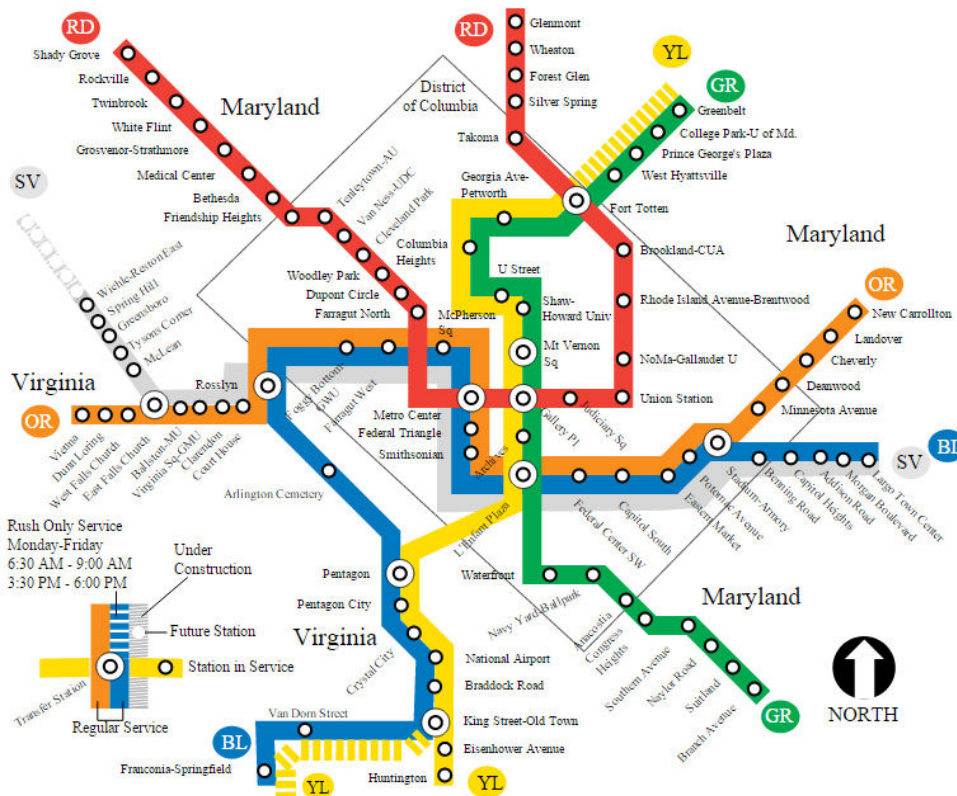 RD
Shady Grove
Rockville
Twinbrook
White Flint
Grosvenor-Strathmore
Medical Center
Bethesda
Friendship Heights
Tenleytown-AU
Van Ness-UDC
Cleveland Park
Woodley Park
Dupont Circle
Farragut North
Maryland
District
of Columbia
RD
Glenmont
Wheaton
Forest Glen
Silver Spring
Takoma
YL
GR
Greenbelt
College Park-U of Md.
Prince George's Plaza
West Hyattsville
Georgia Ave-
Petworth
Fort Totten
Columbia
Heights
U Street
Shaw-
Howard Univ
Mt Vernon
Sq
McPherson
Sq
Brookland-CUA
Rhode Island Avenue-Brentwood
NoMa-Gallaudet U
Union Station
Judiciary Sq
Gallery Pl
Metro Center
Federal Triangle
Smithsonian
Archives
L'Enfant Plaza
Maryland
OR
New Carrollton
Landover
Cheverly
Deanwood
Minnesota Avenue
SV
Wiehle-Reston East
Spring Hill
Greensboro
Tysons Corner
McLean
Virginia
OR
Vienna
Dunn Loring
West Falls Church
East Falls Church
Ballston-MU
Virginia Sq-GMU
Clarendon
Court House
Rosslyn
Foggy Bottom
GWU
Farragut West
Arlington Cemetery
BL
SV
Federal Center SW
Capitol South
Eastern Market
Potomac Avenue
Stadium-Armory
Benning Road
Capitol Heights
Addison Road
Morgan Boulevard
Largo Town Center
Waterfront
Navy Yard-Ballpark
Anacostia
Congress
Heights
Southern Avenue
Naylor Road
Suitland
Branch Avenue
GR
Maryland
Pentagon
Pentagon City
Crystal City
Virginia
National Airport
Braddock Road
King Street-Old Town
Eisenhower Avenue
Huntington
YL
Van Dorn Street
BL
Franconia-Springfield
YL
Rush Only Service
Monday-Friday
6:30 AM - 9:00 AM
3:30 PM - 6:00 PM
Under
Construction
Future Station
Station in Service
Transfer Station
Regular Service
NORTH